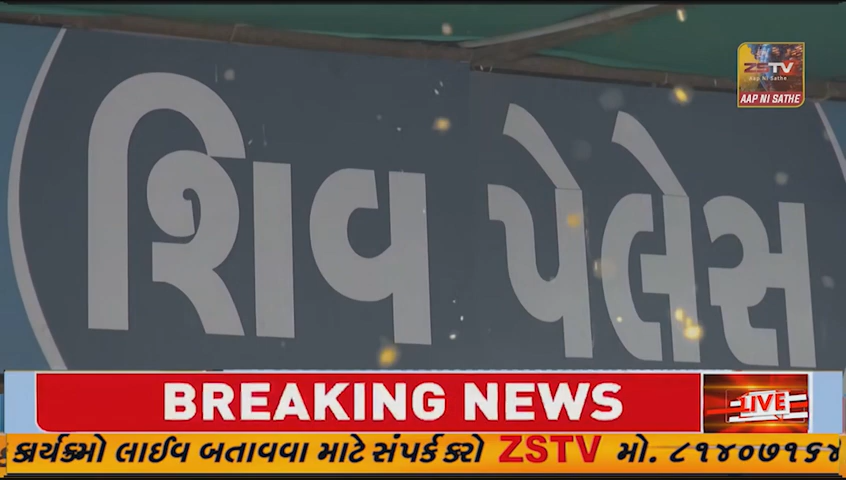 ZSTV
Aap Ni Sathe
AAP NI SATHE
શિવ પેલેસ
BREAKING NEWS
LIVE
કાર્યક્રમો લાઈવ બતાવવા માટે સંપર્ક કરો ZSTV મો. ૮૧૪૦૭૧૬૪